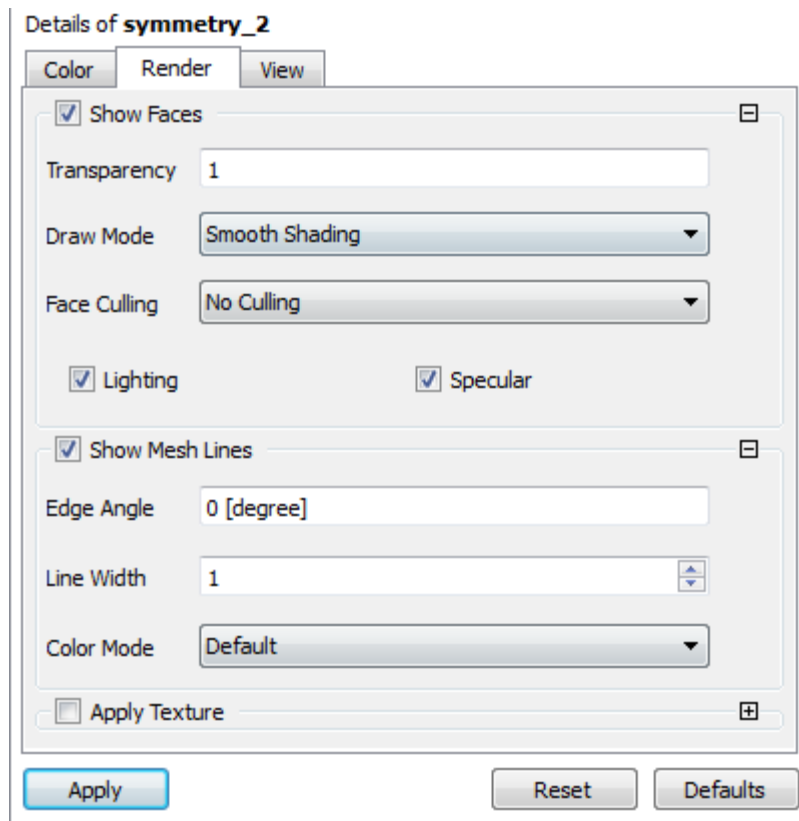 Details of symmetry_2
Color Render View
Show Faces
Transparency 1
Draw Mode Smooth Shading
Face Culling No Culling
Lighting Specular
Show Mesh Lines
Edge Angle 0 [degree]
Line Width 1
Color Mode Default
Apply Texture
Apply Reset Defaults